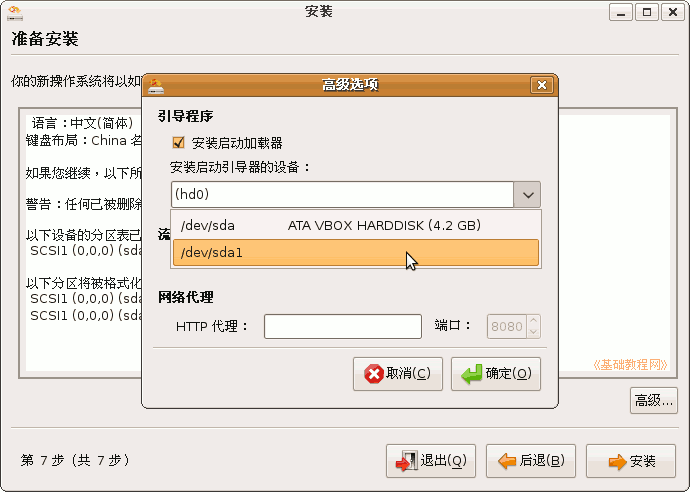 安装
准备安装
你的新操作系统将以如
高级选项
引导程序
语言：中文(简体)
安装启动加载器
键盘布局：China 名
安装启动引导器的设备：
如果您继续，以下所
(hd0)
警告：任何已被删除
/dev/sda ATA VBOX HARDDISK (4.2 GB)
以下设备的分区表已
/dev/sda1
SCSI1 (0,0,0) (sda
以下分区将被格式化
网络代理
SCSI1 (0,0,0) (sda
SCSI1 (0,0,0) (sda
HTTP 代理：
端口：
8080
《基础教程网》
取消(C)
确定(O)
高级...
第 7 步 (共 7 步)
退出(Q)
后退(B)
安装